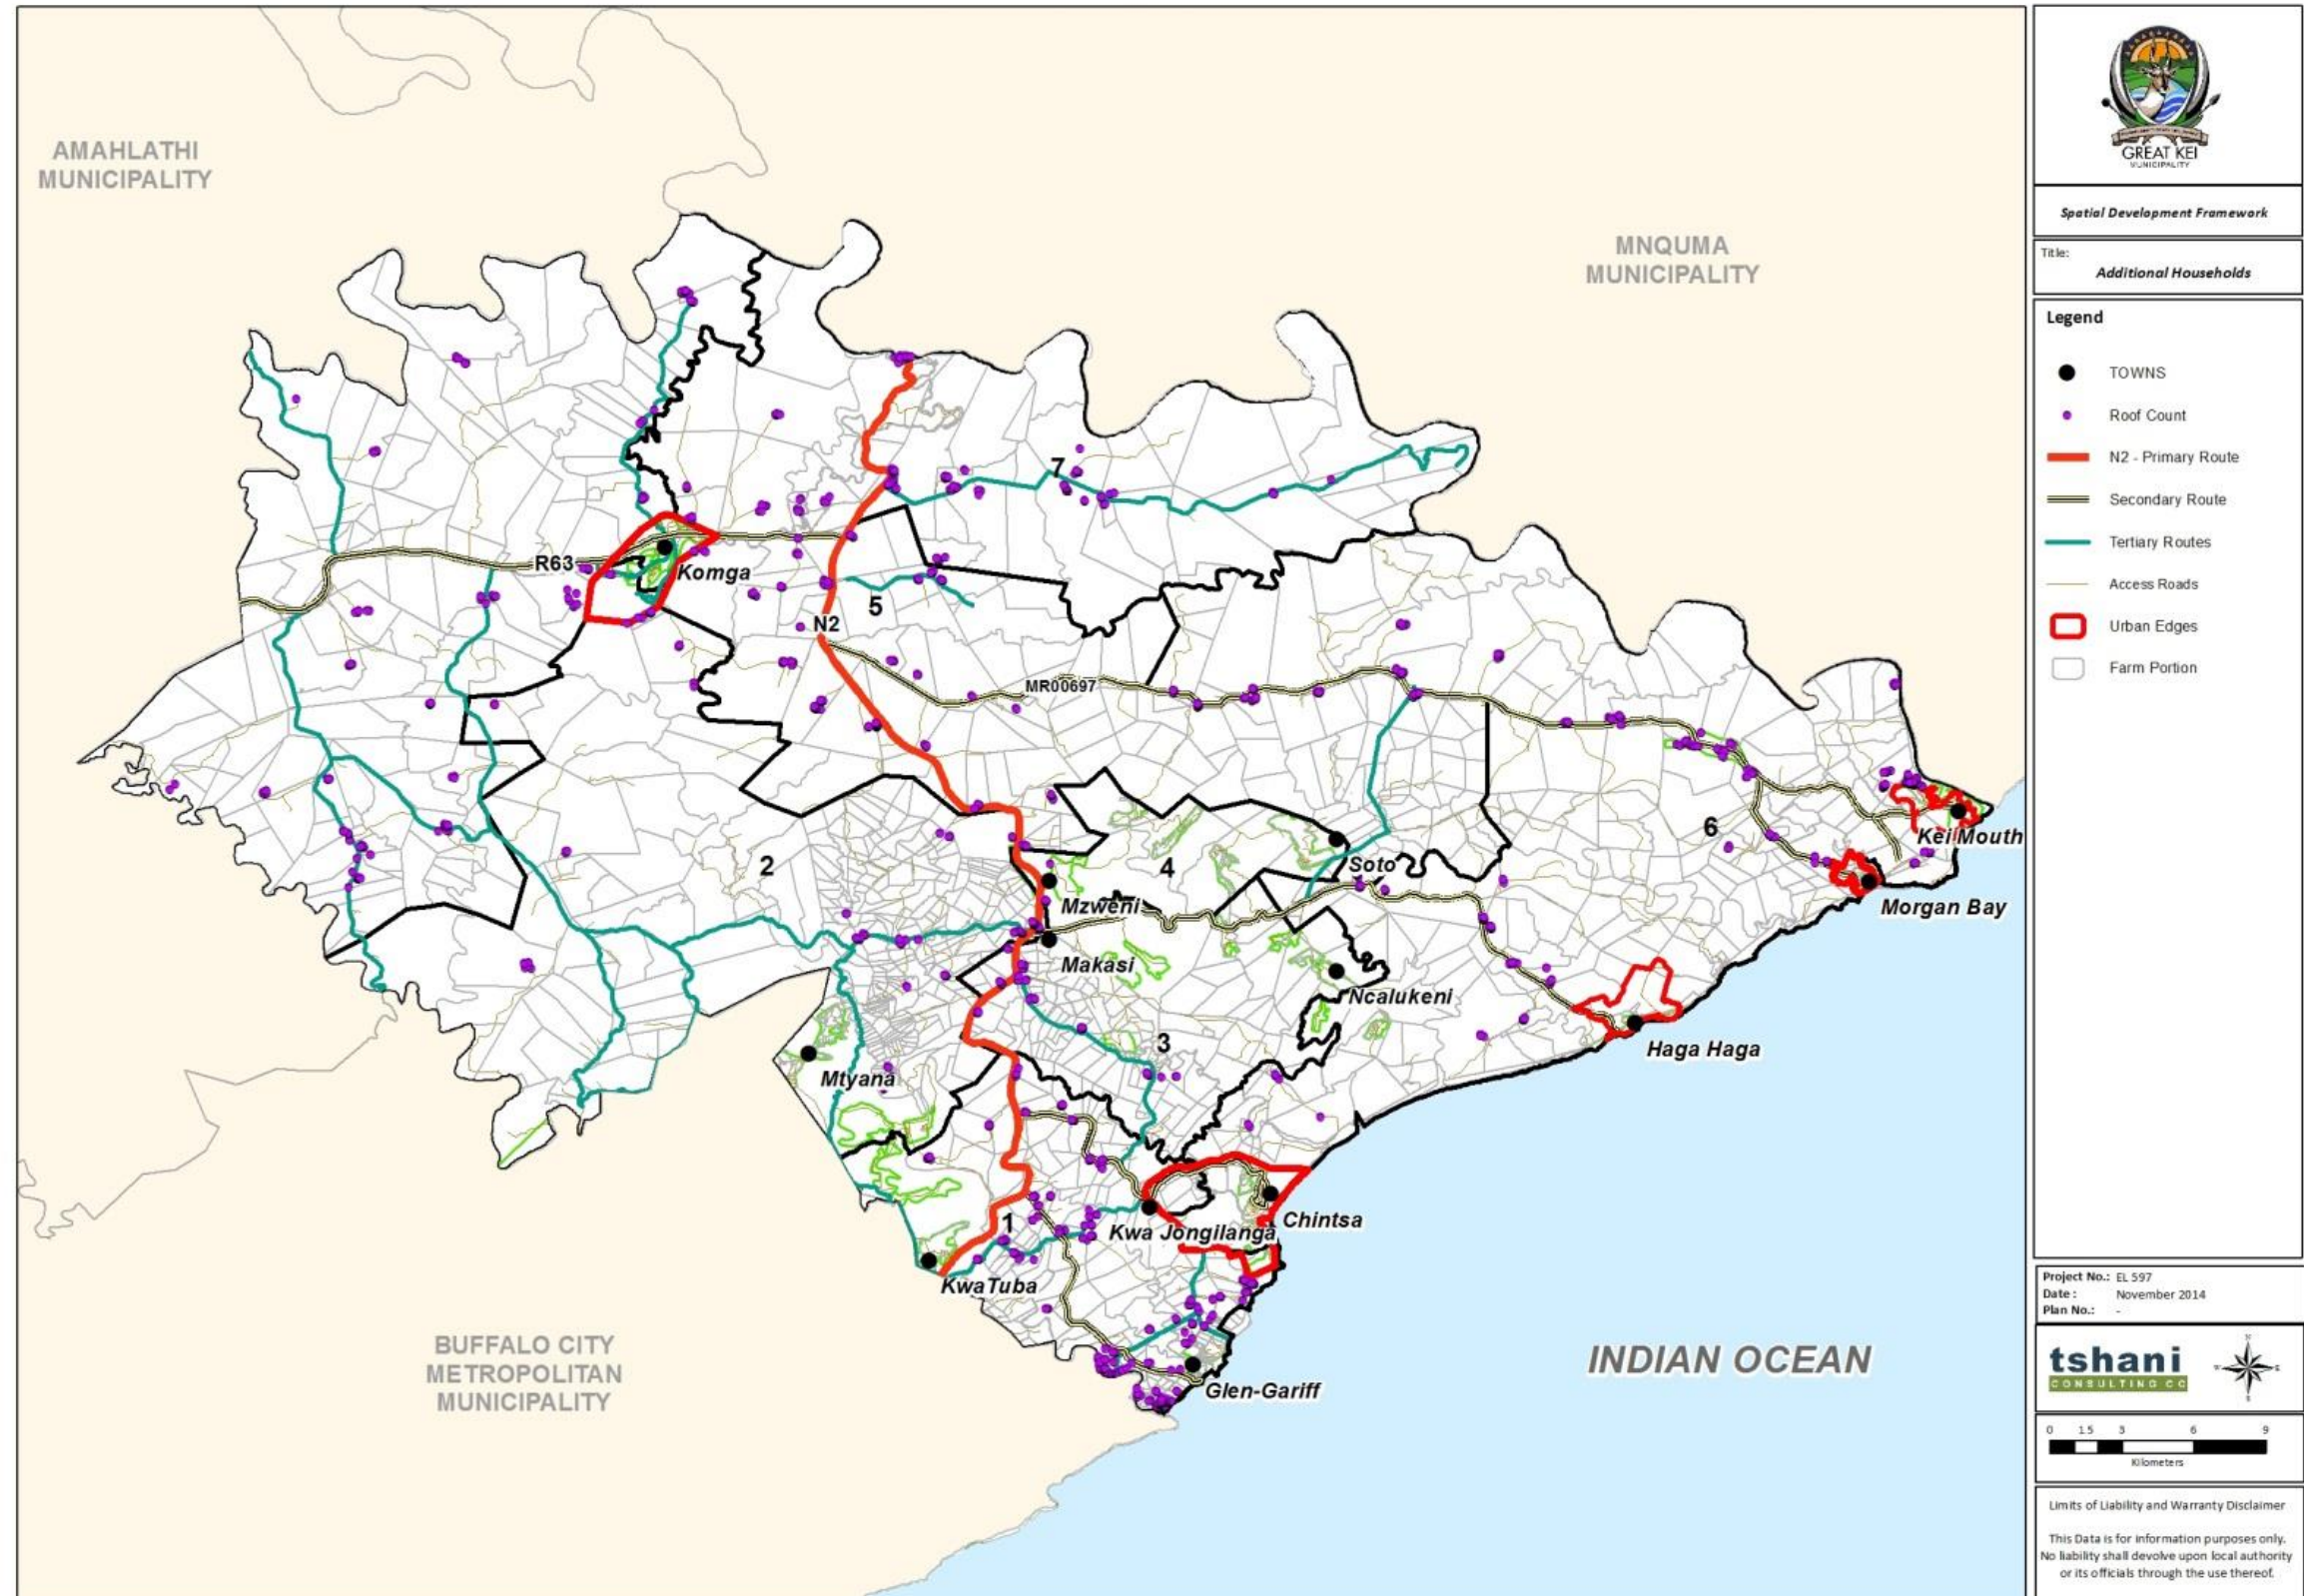 AMAHLATHI
MUNICIPALITY
MNQUMA
MUNICIPALITY
7
R63
Komga
5
N2
MR00697
6
Kei Mouth
2
4
Soto
Mzweni
Morgan Bay
Makasi
Ncalukeni
3
Haga Haga
Mtyana
1
Chintsa
Kwa Jongilanga
KwaTuba
BUFFALO CITY
METROPOLITAN
MUNICIPALITY
INDIAN OCEAN
Glen-Gariff
GREAT KEI
MUNICIPALITY
Spatial Development Framework
Title:
Additional Households
Legend
TOWNS
Roof Count
N2 - Primary Route
Secondary Route
Tertiary Routes
Access Roads
Urban Edges
Farm Portion
Project No.: EL 597
Date : November 2014
Plan No.: -
tshani
CONSULTING CC
N
S
0 1.5 3 6 9
Kilometers
Limits of Liability and Warranty Disclaimer
This Data is for information purposes only.
No liability shall devolve upon local authority
or its officials through the use thereof.